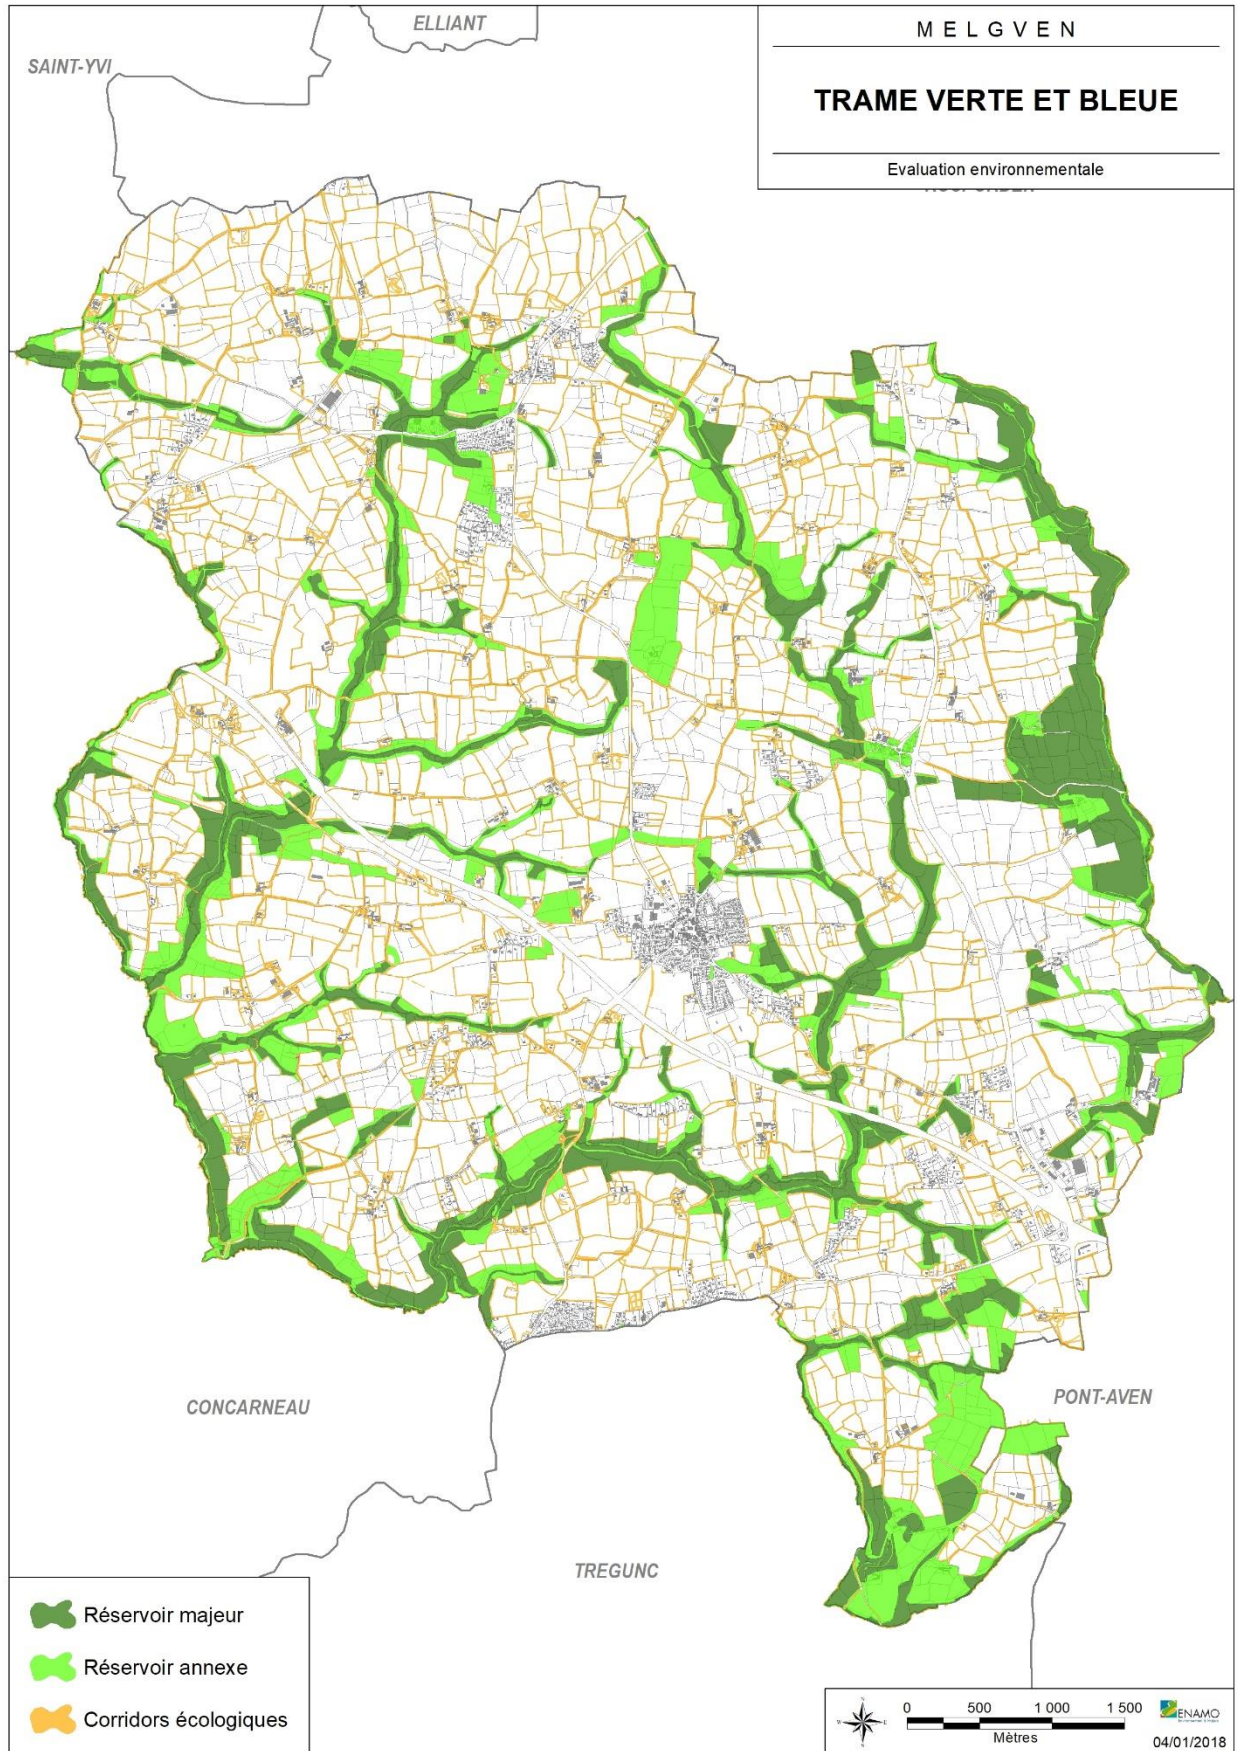 ELLIANT
SAINT-YVI
MELGVEN
TRAME VERTE ET BLEUE
Evaluation environnementale
CONCARNEAU
PONT-AVEN
TREGUNC
Réservoir majeur
Réservoir annexe
Corridors écologiques
N
W E
S
0 500 1 000 1 500
Mètres
ENAMO
04/01/2018